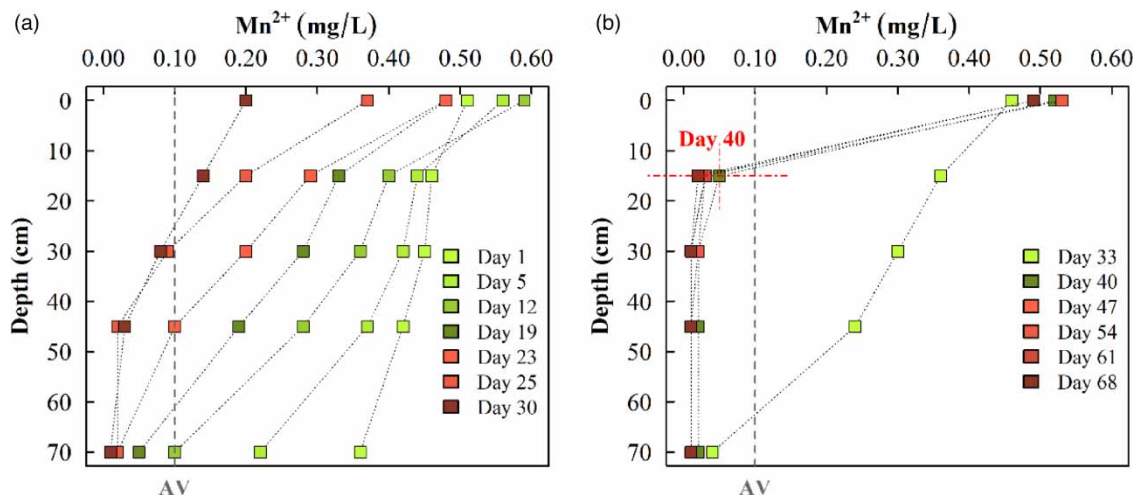 (a)
Mn²⁺ (mg/L)
0.00 0.10 0.20 0.30 0.40 0.50 0.60
Depth (cm)
0
10
20
30
40
50
60
70
Day 1
Day 5
Day 12
Day 19
Day 23
Day 25
Day 30
AV
(b)
Mn²⁺ (mg/L)
0.00 0.10 0.20 0.30 0.40 0.50 0.60
Depth (cm)
0
10
20
30
40
50
60
70
Day 40
Day 33
Day 40
Day 47
Day 54
Day 61
Day 68
AV